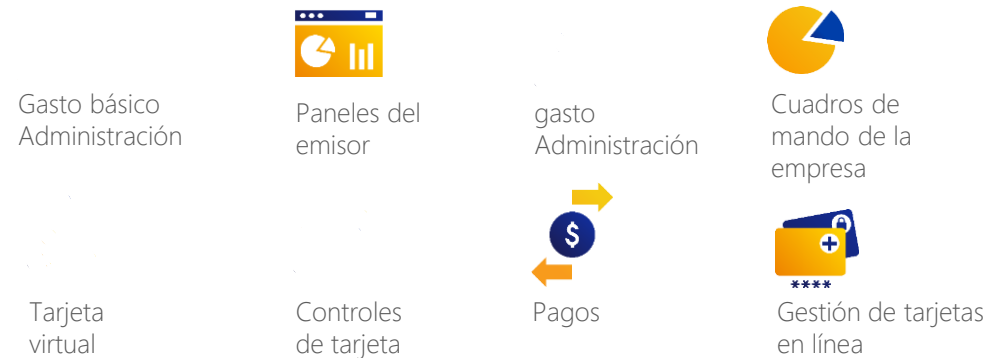 Gasto básico
Administración
Paneles del
emisor
gasto
Administración
Cuadros de
mando de la
empresa
$
****
Tarjeta
virtual
Controles
de tarjeta
Pagos
Gestión de tarjetas
en línea